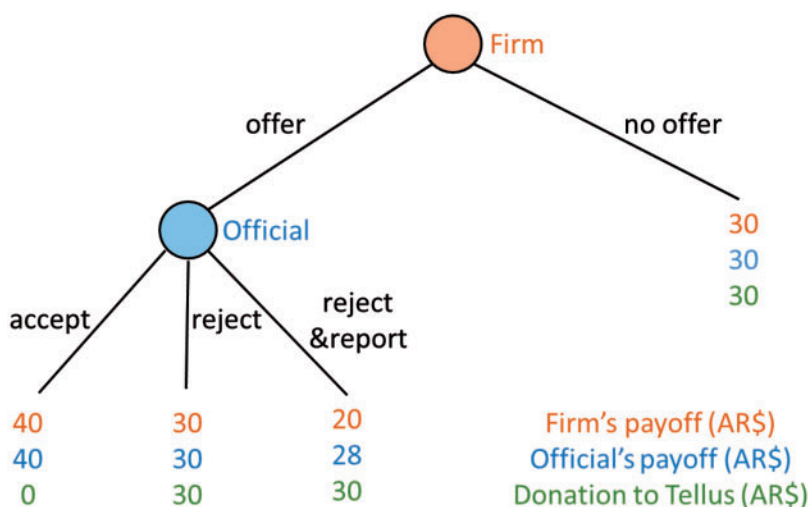 Firm
offer
no offer
Official
30
30
30
accept
reject
reject
&report
40 30 20 Firm's payoff (AR$)
40 30 28 Official's payoff (AR$)
0 30 30 Donation to Tellus (AR$)